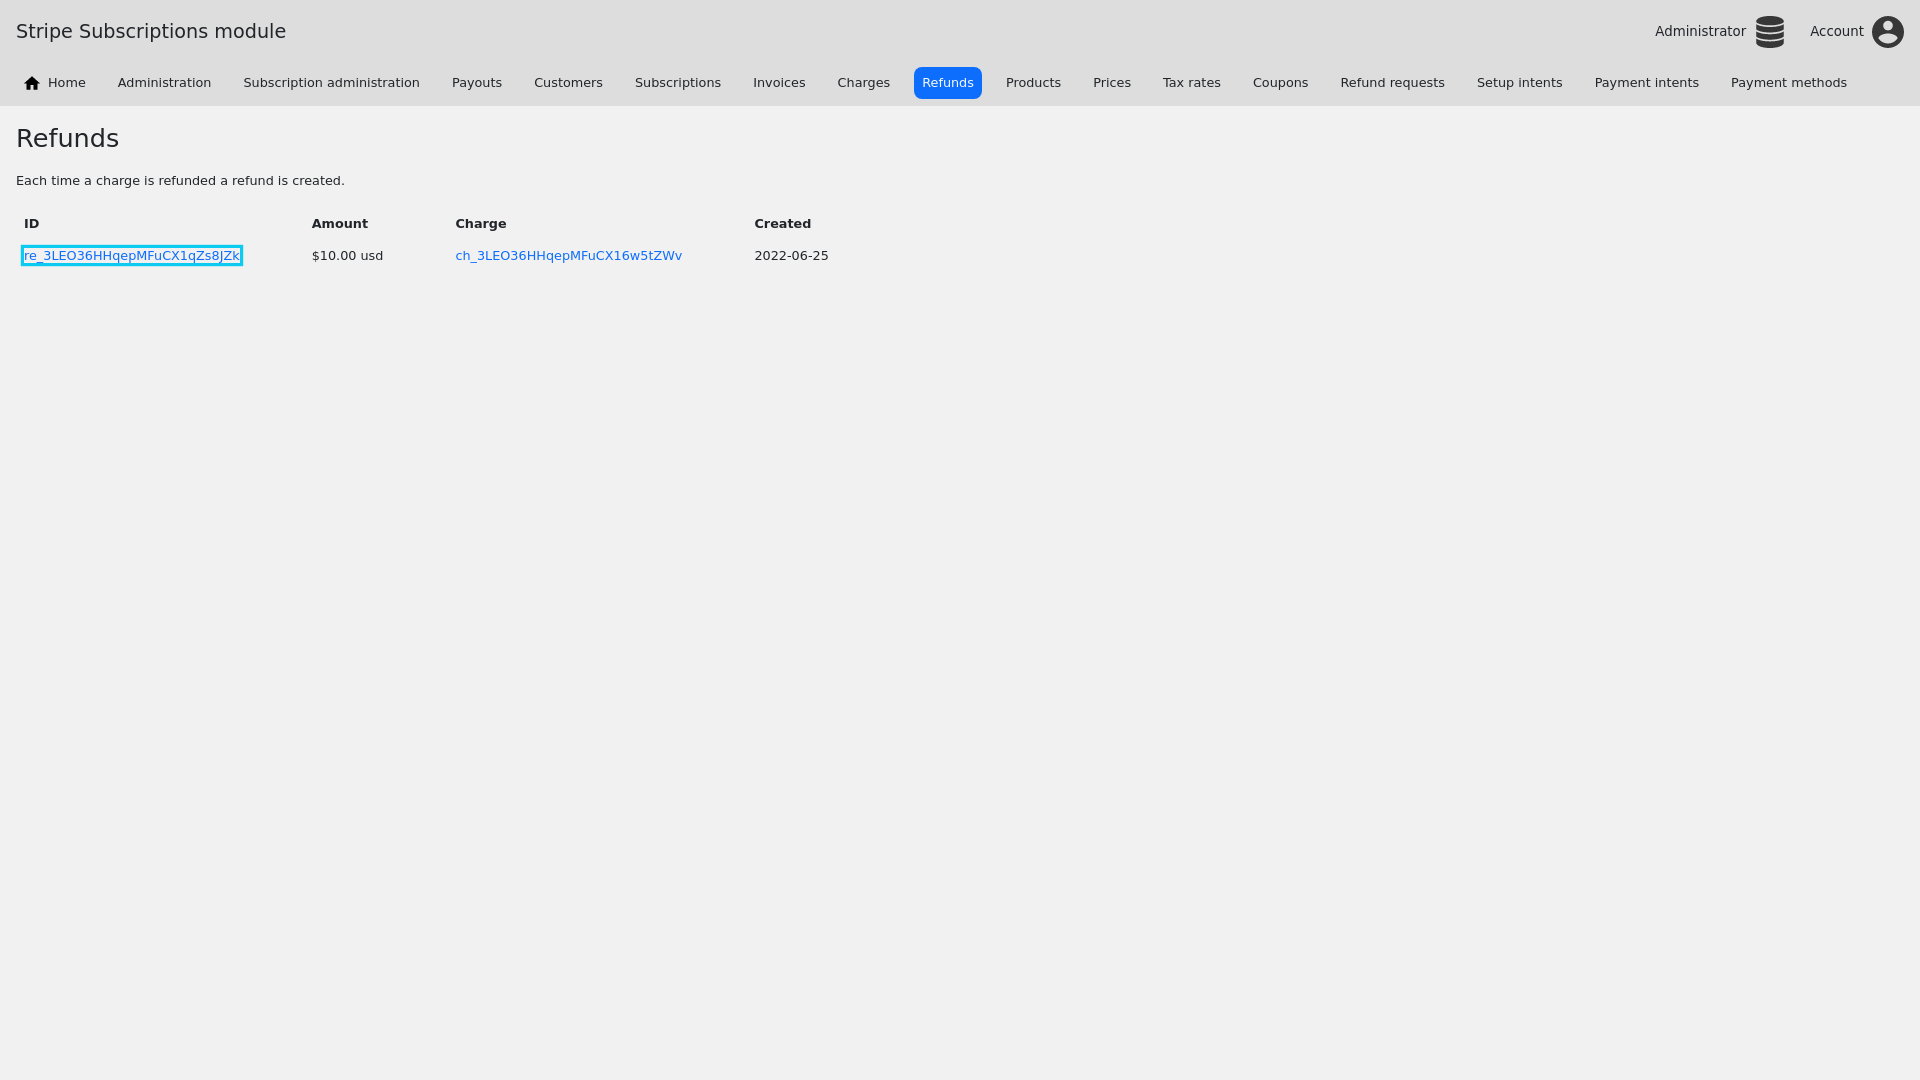 Stripe Subscriptions module
Administrator
Account
Home Administration Subscription administration Payouts Customers Subscriptions Invoices Charges Refunds Products Prices Tax rates Coupons Refund requests Setup intents Payment intents Payment methods
Refunds
Each time a charge is refunded a refund is created.
ID Amount Charge Created
re_3LEO36HHqepMFuCX1qZs8JZk $10.00 usd ch_3LEO36HHqepMFuCX16w5tZWv 2022-06-25